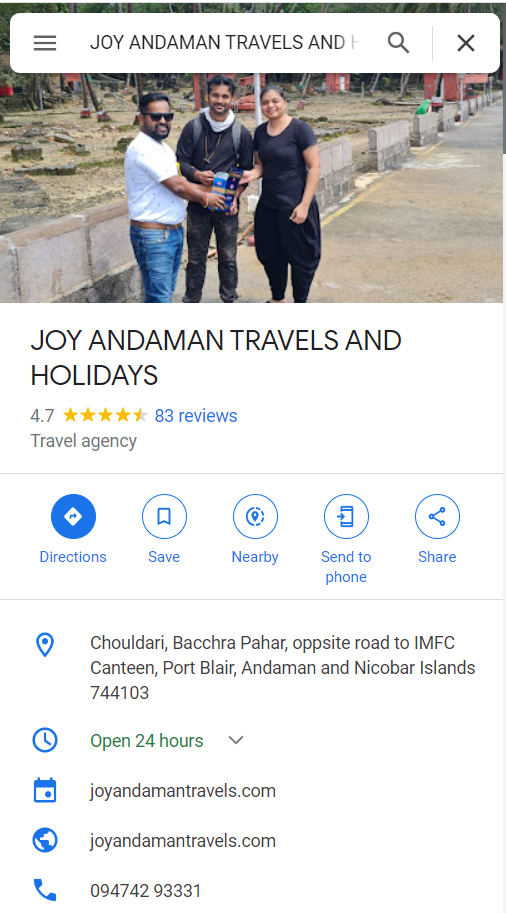 JOY ANDAMAN TRAVELS AND
JOY ANDAMAN TRAVELS AND
HOLIDAYS
4.7 83 reviews
Travel agency
Directions
Save
Nearby
Send to
phone
Share
Chouldari, Bacchra Pahar, oppsite road to IMFC
Canteen, Port Blair, Andaman and Nicobar Islands
744103
Open 24 hours
joyandamantravels.com
joyandamantravels.com
094742 93331